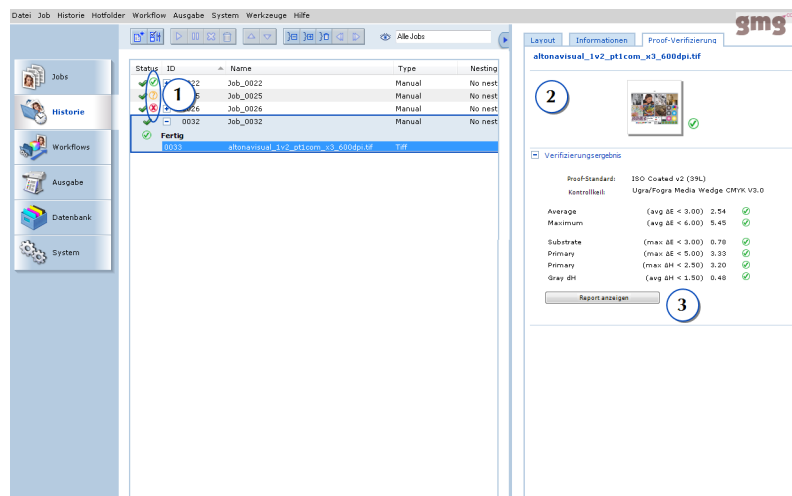 Datei Job Historie Hotfolder Workflow Ausgabe System Werkzeuge Hilfe
gmg
Alle Jobs
Layout Informationen Proof-Verifizierung
altonavisual_1v2_pt1com_x3_600dpi.tif
Jobs
Historie
Workflows
Ausgabe
Datenbank
System
Status ID Name Type Nesting
Job_0022 Manual No nest
Job_0025 Manual No nest
Job_0026 Manual No nest
0032 Job_0032 Manual No nest
Fertig
0033 altonavisual_1v2_pt1com_x3_600dpi.tif Tiff
1
2
Verifizierungsergebnis
Proof-Standard: ISO Coated v2 (39L)
Kontrollkeil: Ugra/Fogra Media Wedge CMYK V3.0
Average (avg ΔE < 3.00) 2.54
Maximum (avg ΔE < 6.00) 5.45
Substrate (max ΔE < 3.00) 0.78
Primary (max ΔE < 5.00) 3.33
Primary (max ΔH < 2.50) 3.20
Gray dH (avg ΔH < 1.50) 0.48
Report anzeigen
3